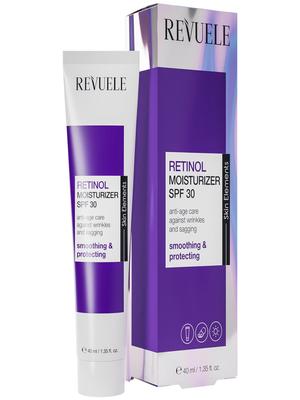 REVUELE
RETINOL
MOISTURIZER
SPF 30
anti-age care
against wrinkles
and sagging
smoothing &
protecting
℮ 40 ml / 1,35 fl. oz.
REVUELE
RETINOL
MOISTURIZER
SPF 30
anti-age care
against wrinkles
and sagging
smoothing &
protecting
Skin Elements
℮ 40 ml / 1,35 fl. oz.
REVUELE